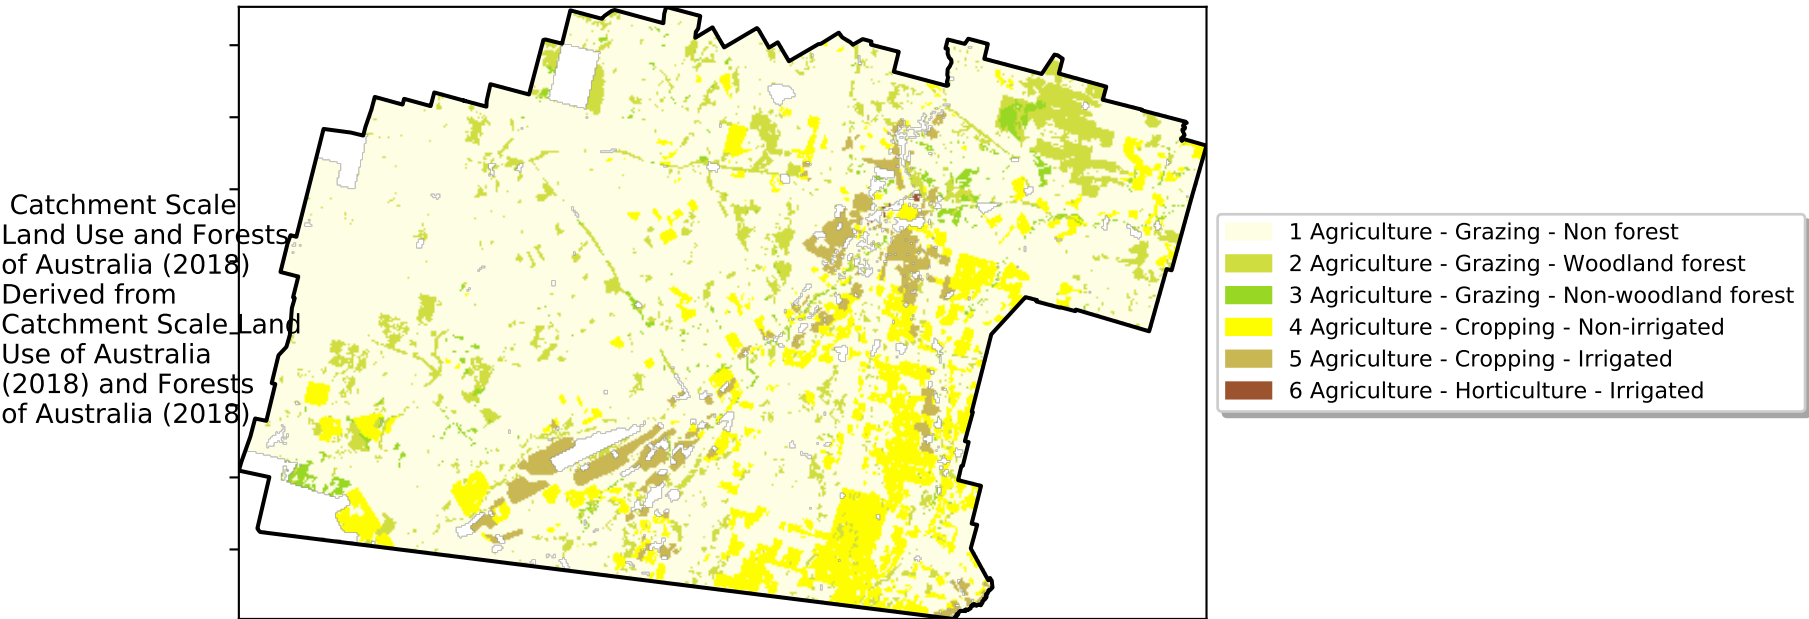 Catchment Scale
Land Use and Forests
of Australia (2018)
Derived from
Catchment Scale Land
Use of Australia
(2018) and Forests
of Australia (2018)
1 Agriculture - Grazing - Non forest
2 Agriculture - Grazing - Woodland forest
3 Agriculture - Grazing - Non-woodland forest
4 Agriculture - Cropping - Non-irrigated
5 Agriculture - Cropping - Irrigated
6 Agriculture - Horticulture - Irrigated